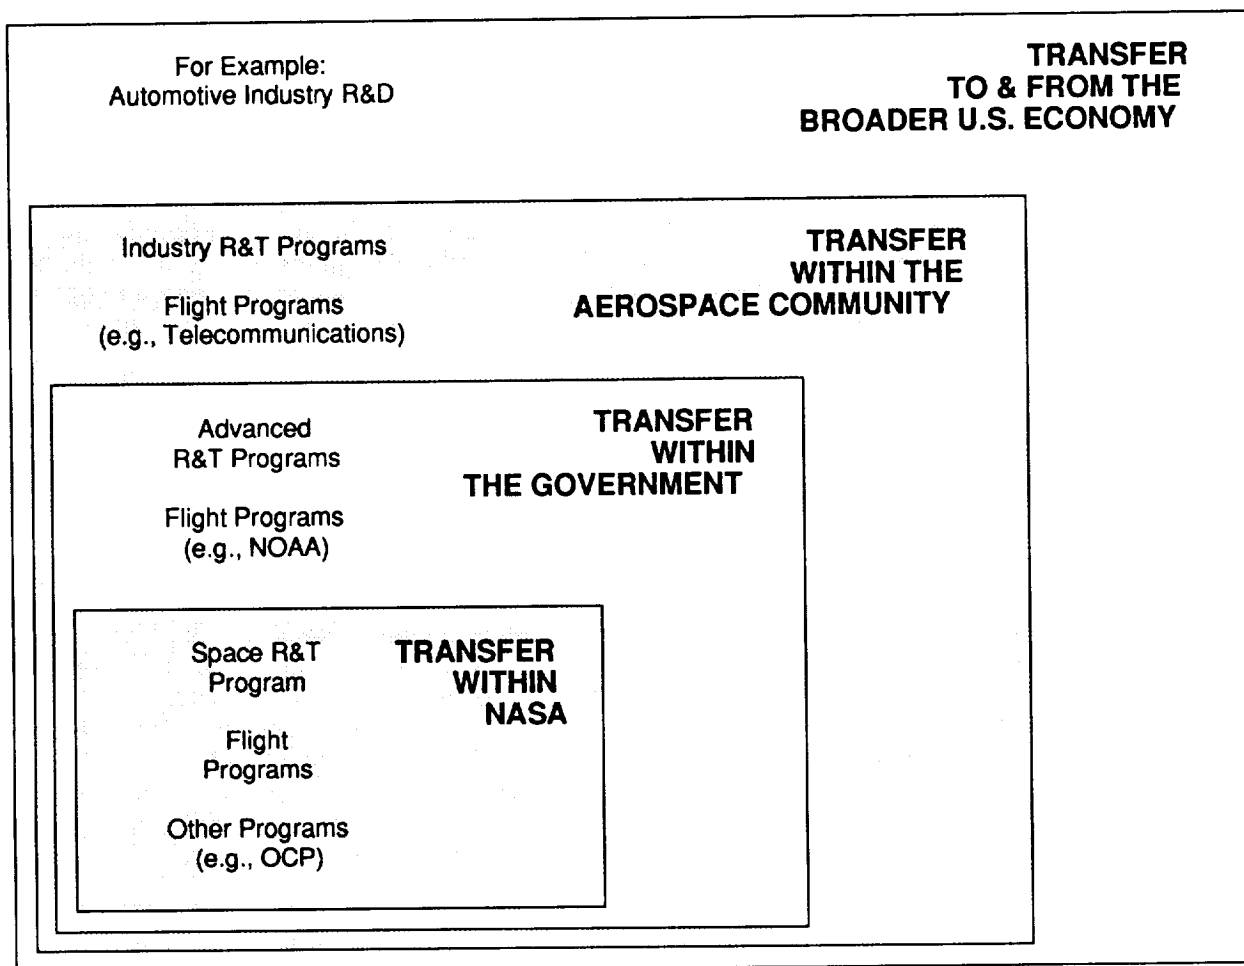 For Example:
Automotive Industry R&D
TRANSFER
TO & FROM THE
BROADER U.S. ECONOMY
Industry R&T Programs
Flight Programs
(e.g., Telecommunications)
TRANSFER
WITHIN THE
AEROSPACE COMMUNITY
Advanced
R&T Programs
Flight Programs
(e.g., NOAA)
TRANSFER
WITHIN
THE GOVERNMENT
Space R&T
Program
Flight
Programs
Other Programs
(e.g., OCP)
TRANSFER
WITHIN
NASA